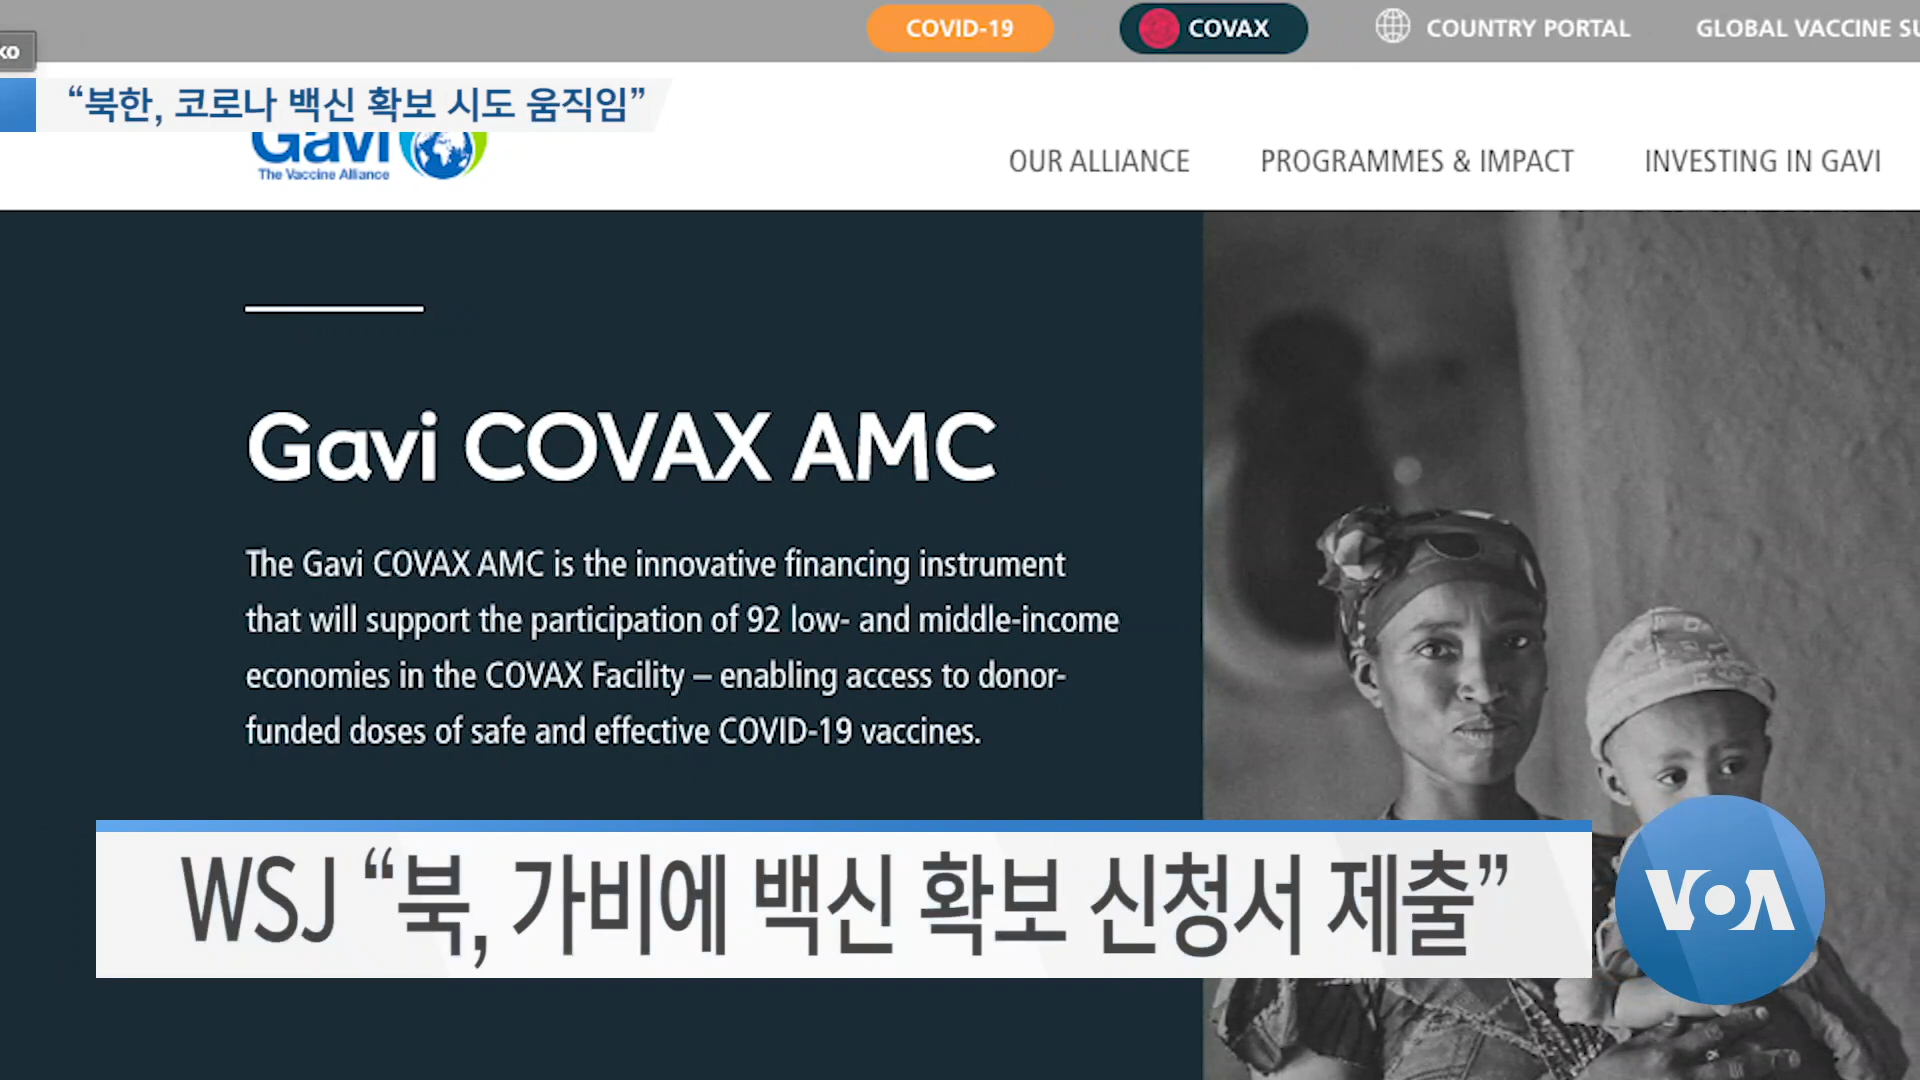 COVID-19
COVAX
COUNTRY PORTAL
GLOBAL VACCINE
KO
“북한, 코로나 백신 확보 시도 움직임”
Gavi
The Vaccine Alliance
OUR ALLIANCE
PROGRAMMES & IMPACT
INVESTING IN GAVI
Gavi COVAX AMC
The Gavi COVAX AMC is the innovative financing instrument
that will support the participation of 92 low- and middle-income
economies in the COVAX Facility – enabling access to donor-
funded doses of safe and effective COVID-19 vaccines.
WSJ “북, 가비에 백신 확보 신청서 제출”
VOA